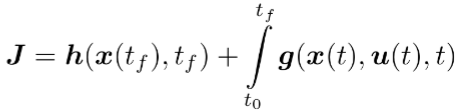 J = h(x(t_f), t_f) + ∫_{t_0}^{t_f} g(x(t), u(t), t)